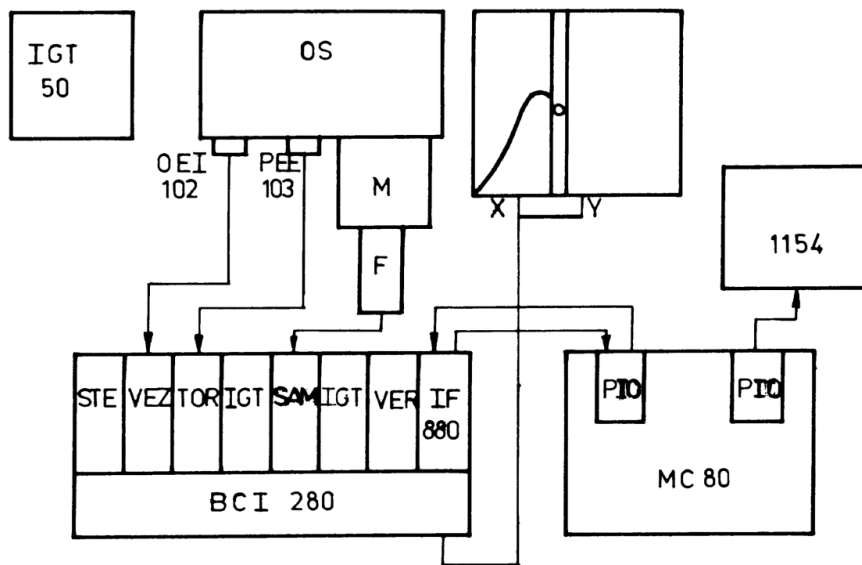 IGT
50
OS
OEI
102
PEE
103
M
F
X
Y
1154
STE
VEZ
TOR
IGT
SAM
IGT
VER
IF
880
BCI 280
PIO
PIO
MC 80